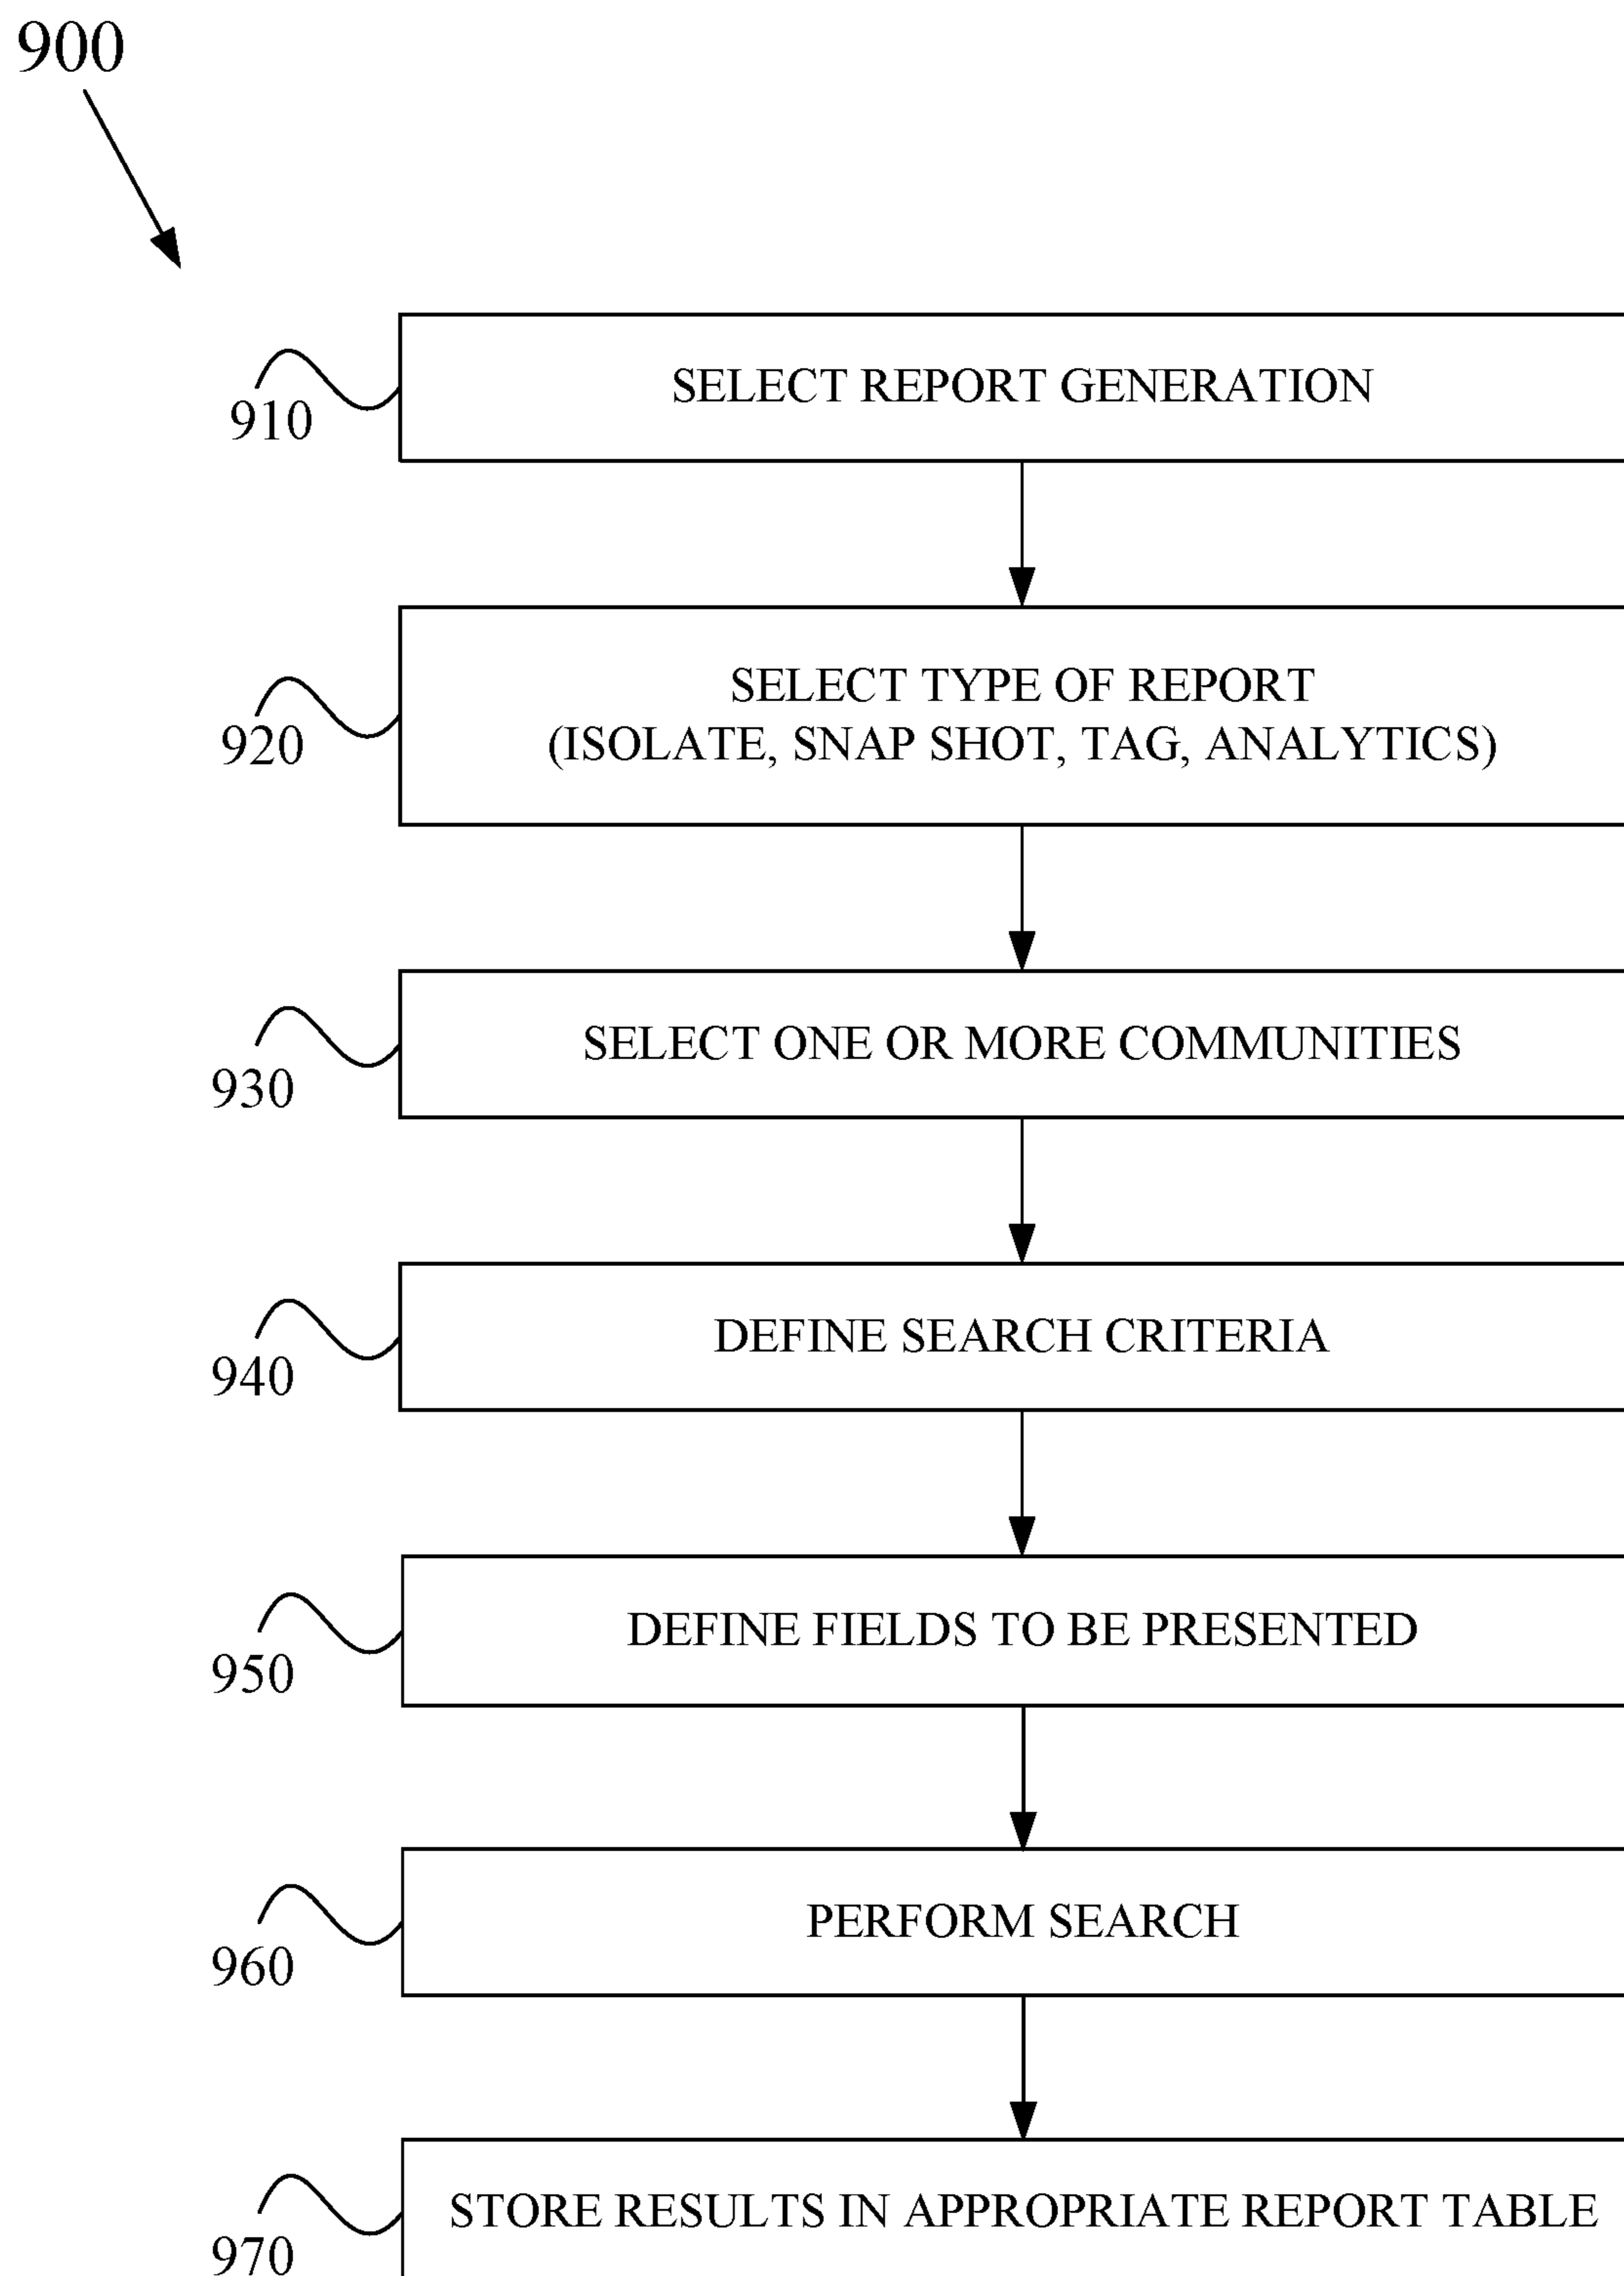 900
SELECT REPORT GENERATION
910
SELECT TYPE OF REPORT
(ISOLATE, SNAP SHOT, TAG, ANALYTICS)
920
SELECT ONE OR MORE COMMUNITIES
930
DEFINE SEARCH CRITERIA
940
DEFINE FIELDS TO BE PRESENTED
950
PERFORM SEARCH
960
STORE RESULTS IN APPROPRIATE REPORT TABLE
970